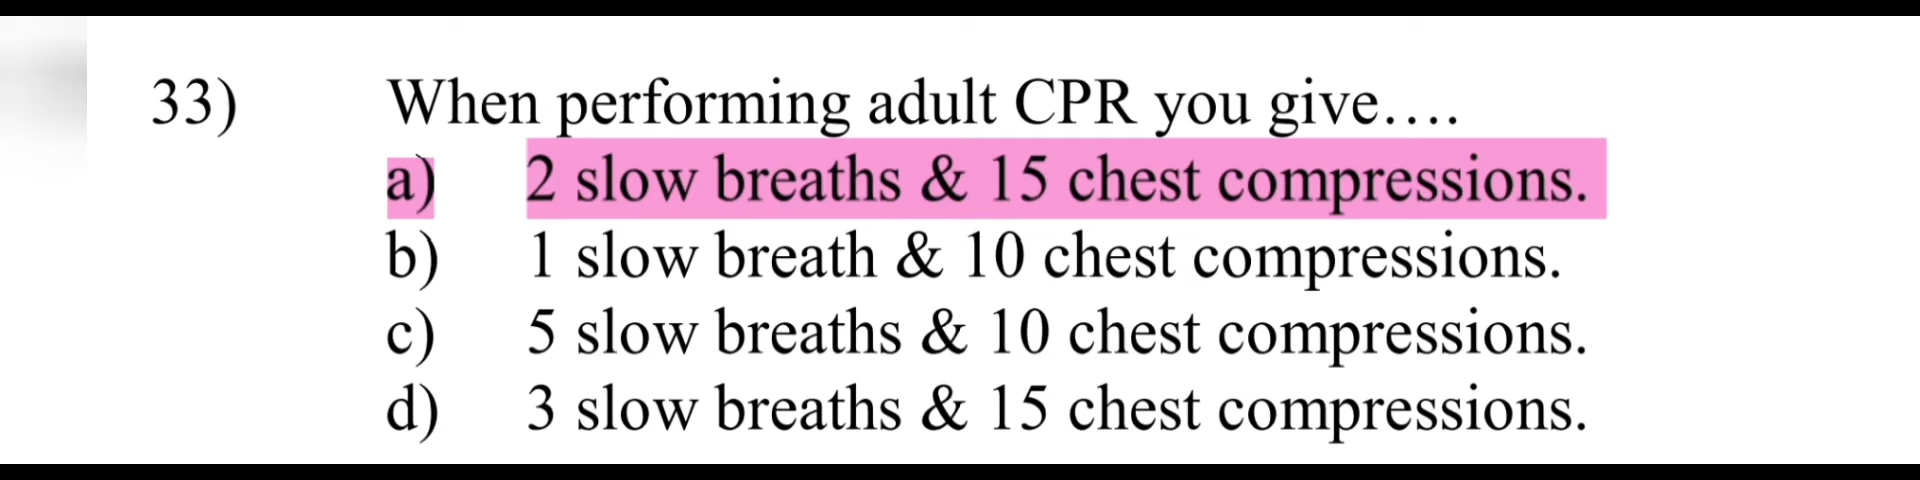 33) When performing adult CPR you give....
a) 2 slow breaths & 15 chest compressions.
b) 1 slow breath & 10 chest compressions.
c) 5 slow breaths & 10 chest compressions.
d) 3 slow breaths & 15 chest compressions.